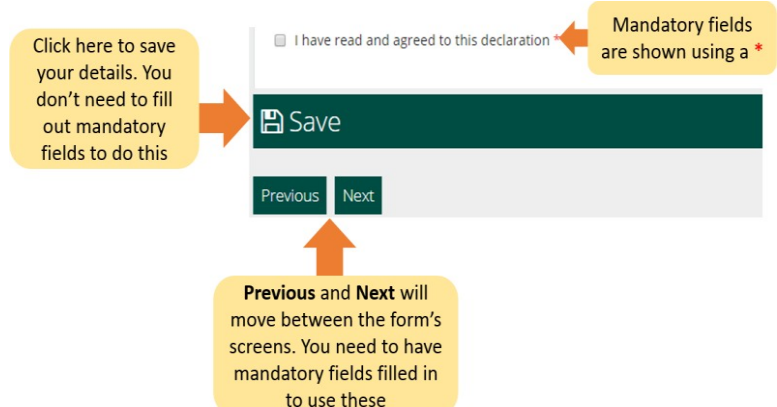 Click here to save
your details. You
don’t need to fill
out mandatory
fields to do this
I have read and agreed to this declaration *
Mandatory fields
are shown using a *
Save
Previous Next
Previous and Next will
move between the form’s
screens. You need to have
mandatory fields filled in
to use these